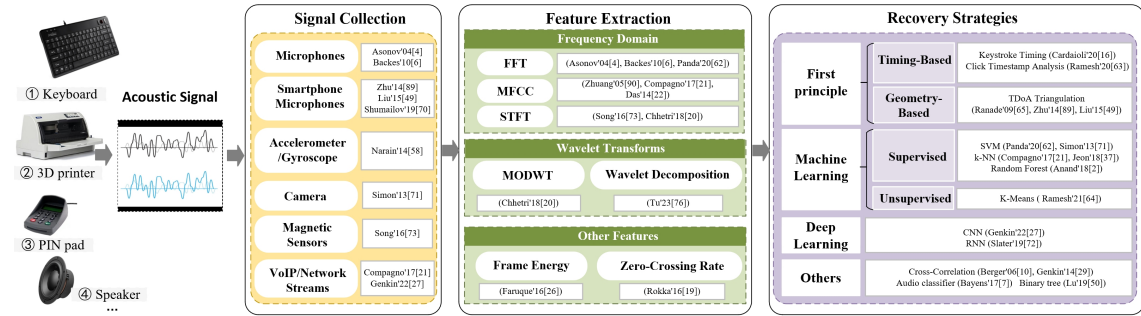 ① Keyboard
② 3D printer
③ PIN pad
④ Speaker
...
Acoustic Signal
Signal Collection
Microphones
Asonov'04[4]
Backes'10[6]
Smartphone
Microphones
Zhu'14[89]
Liu'15[49]
Shumailov'19[70]
Accelerometer
/Gyroscope
Narain'14[58]
Camera
Simon'13[71]
Magnetic
Sensors
Song'16[73]
VoIP/Network
Streams
Compagno'17[21]
Genkin'22[27]
Feature Extraction
Frequency Domain
FFT
(Asonov'04[4], Backes'10[6], Panda'20[62])
MFCC
(Zhuang'05[90], Compagno'17[21],
Das'14[22])
STFT
(Song'16[73], Chhetri'18[20])
Wavelet Transforms
MODWT
(Chhetri'18[20])
Wavelet Decomposition
(Tu'23[76])
Other Features
Frame Energy
(Faruque'16[26])
Zero-Crossing Rate
(Rokka'16[19])
Recovery Strategies
First
principle
Timing-Based
Keystroke Timing (Cardaioli'20[16])
Click Timestamp Analysis (Ramesh'20[63])
Geometry-
Based
TDoA Triangulation
(Ranade'09[65], Zhu'14[89], Liu'15[49])
Machine
Learning
Supervised
SVM (Panda'20[62], Simon'13[71])
k-NN (Compagno'17[21], Jeon'18[37])
Random Forest (Anand'18[2])
Unsupervised
K-Means ( Ramesh'21[64])
Deep
Learning
CNN (Genkin'22[27])
RNN (Slater'19[72])
Others
Cross-Correlation (Berger'06[10], Genkin'14[29])
Audio classifier (Bayens'17[7]) Binary tree (Lu'19[50])